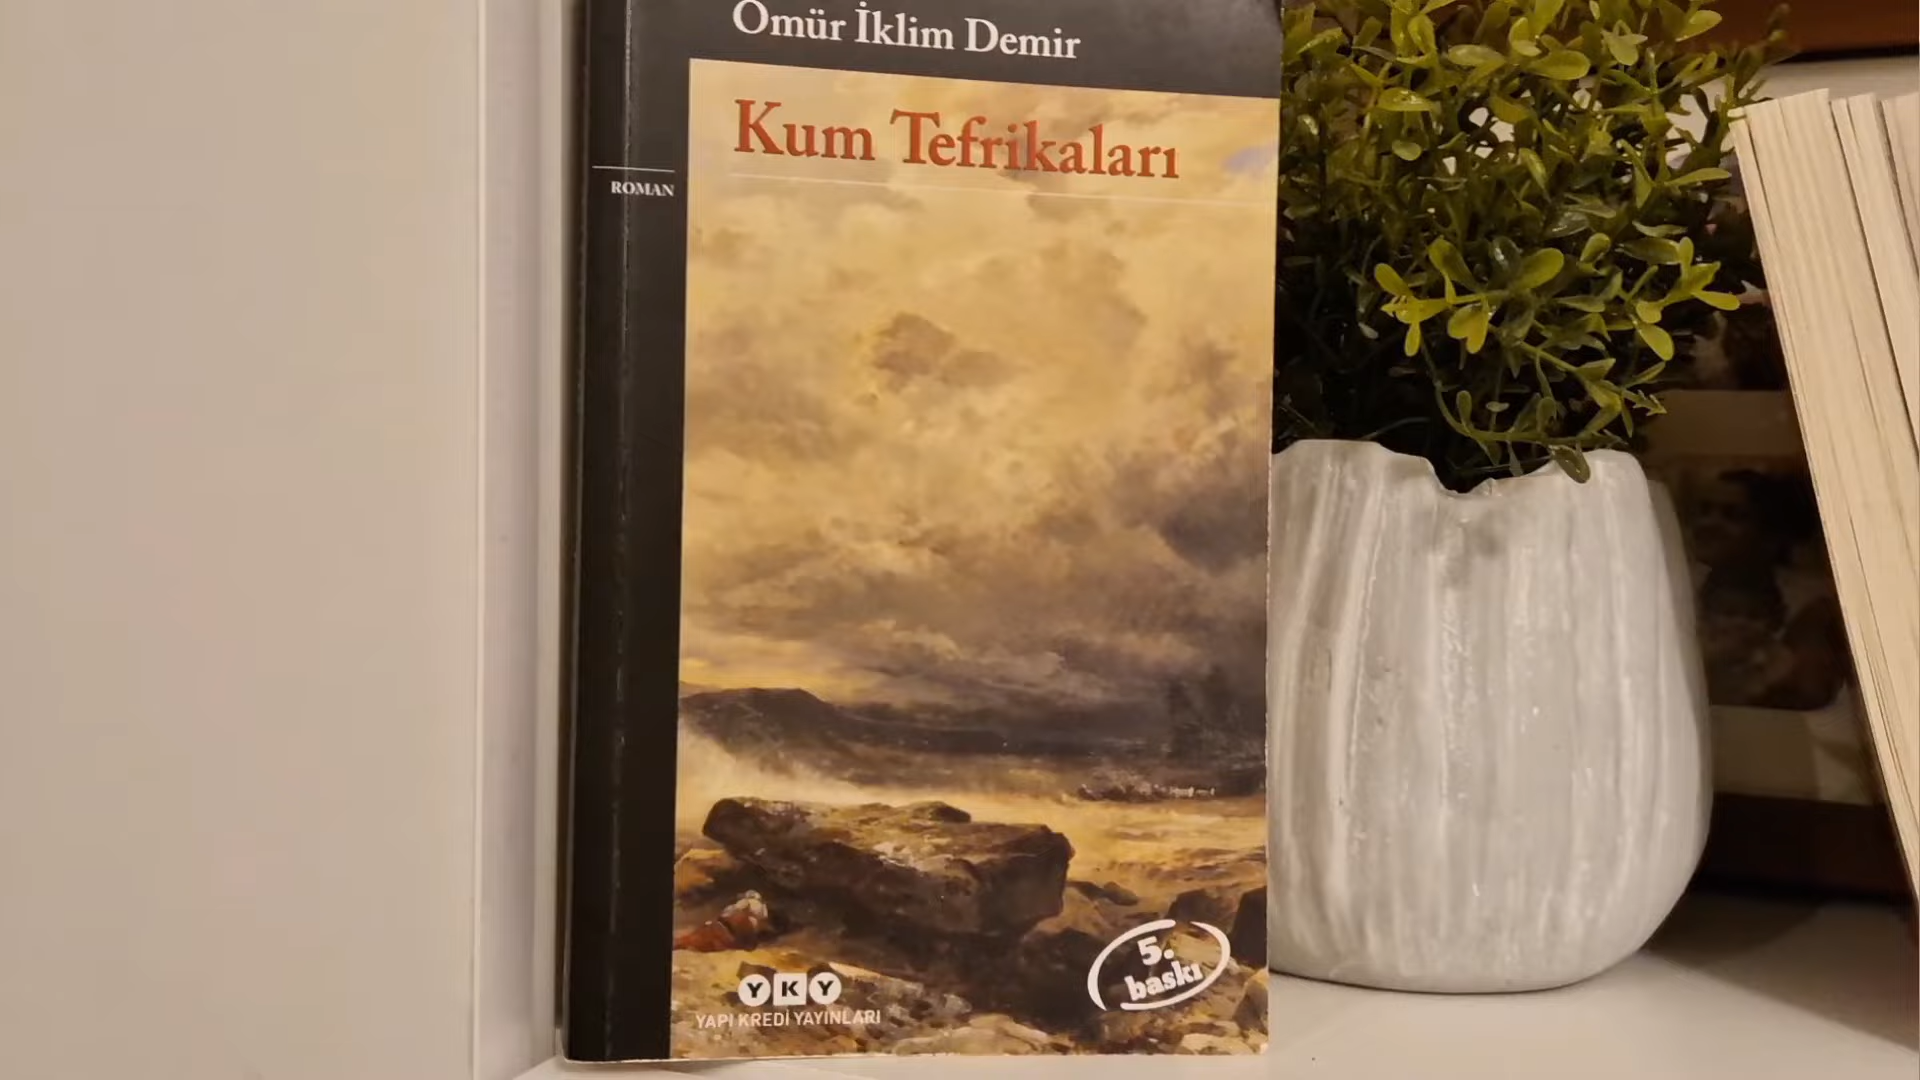 Ömür İklim Demir
Kum Tefrikaları
ROMAN
5.
baskı
YKY
YAPI KREDİ YAYINLARI